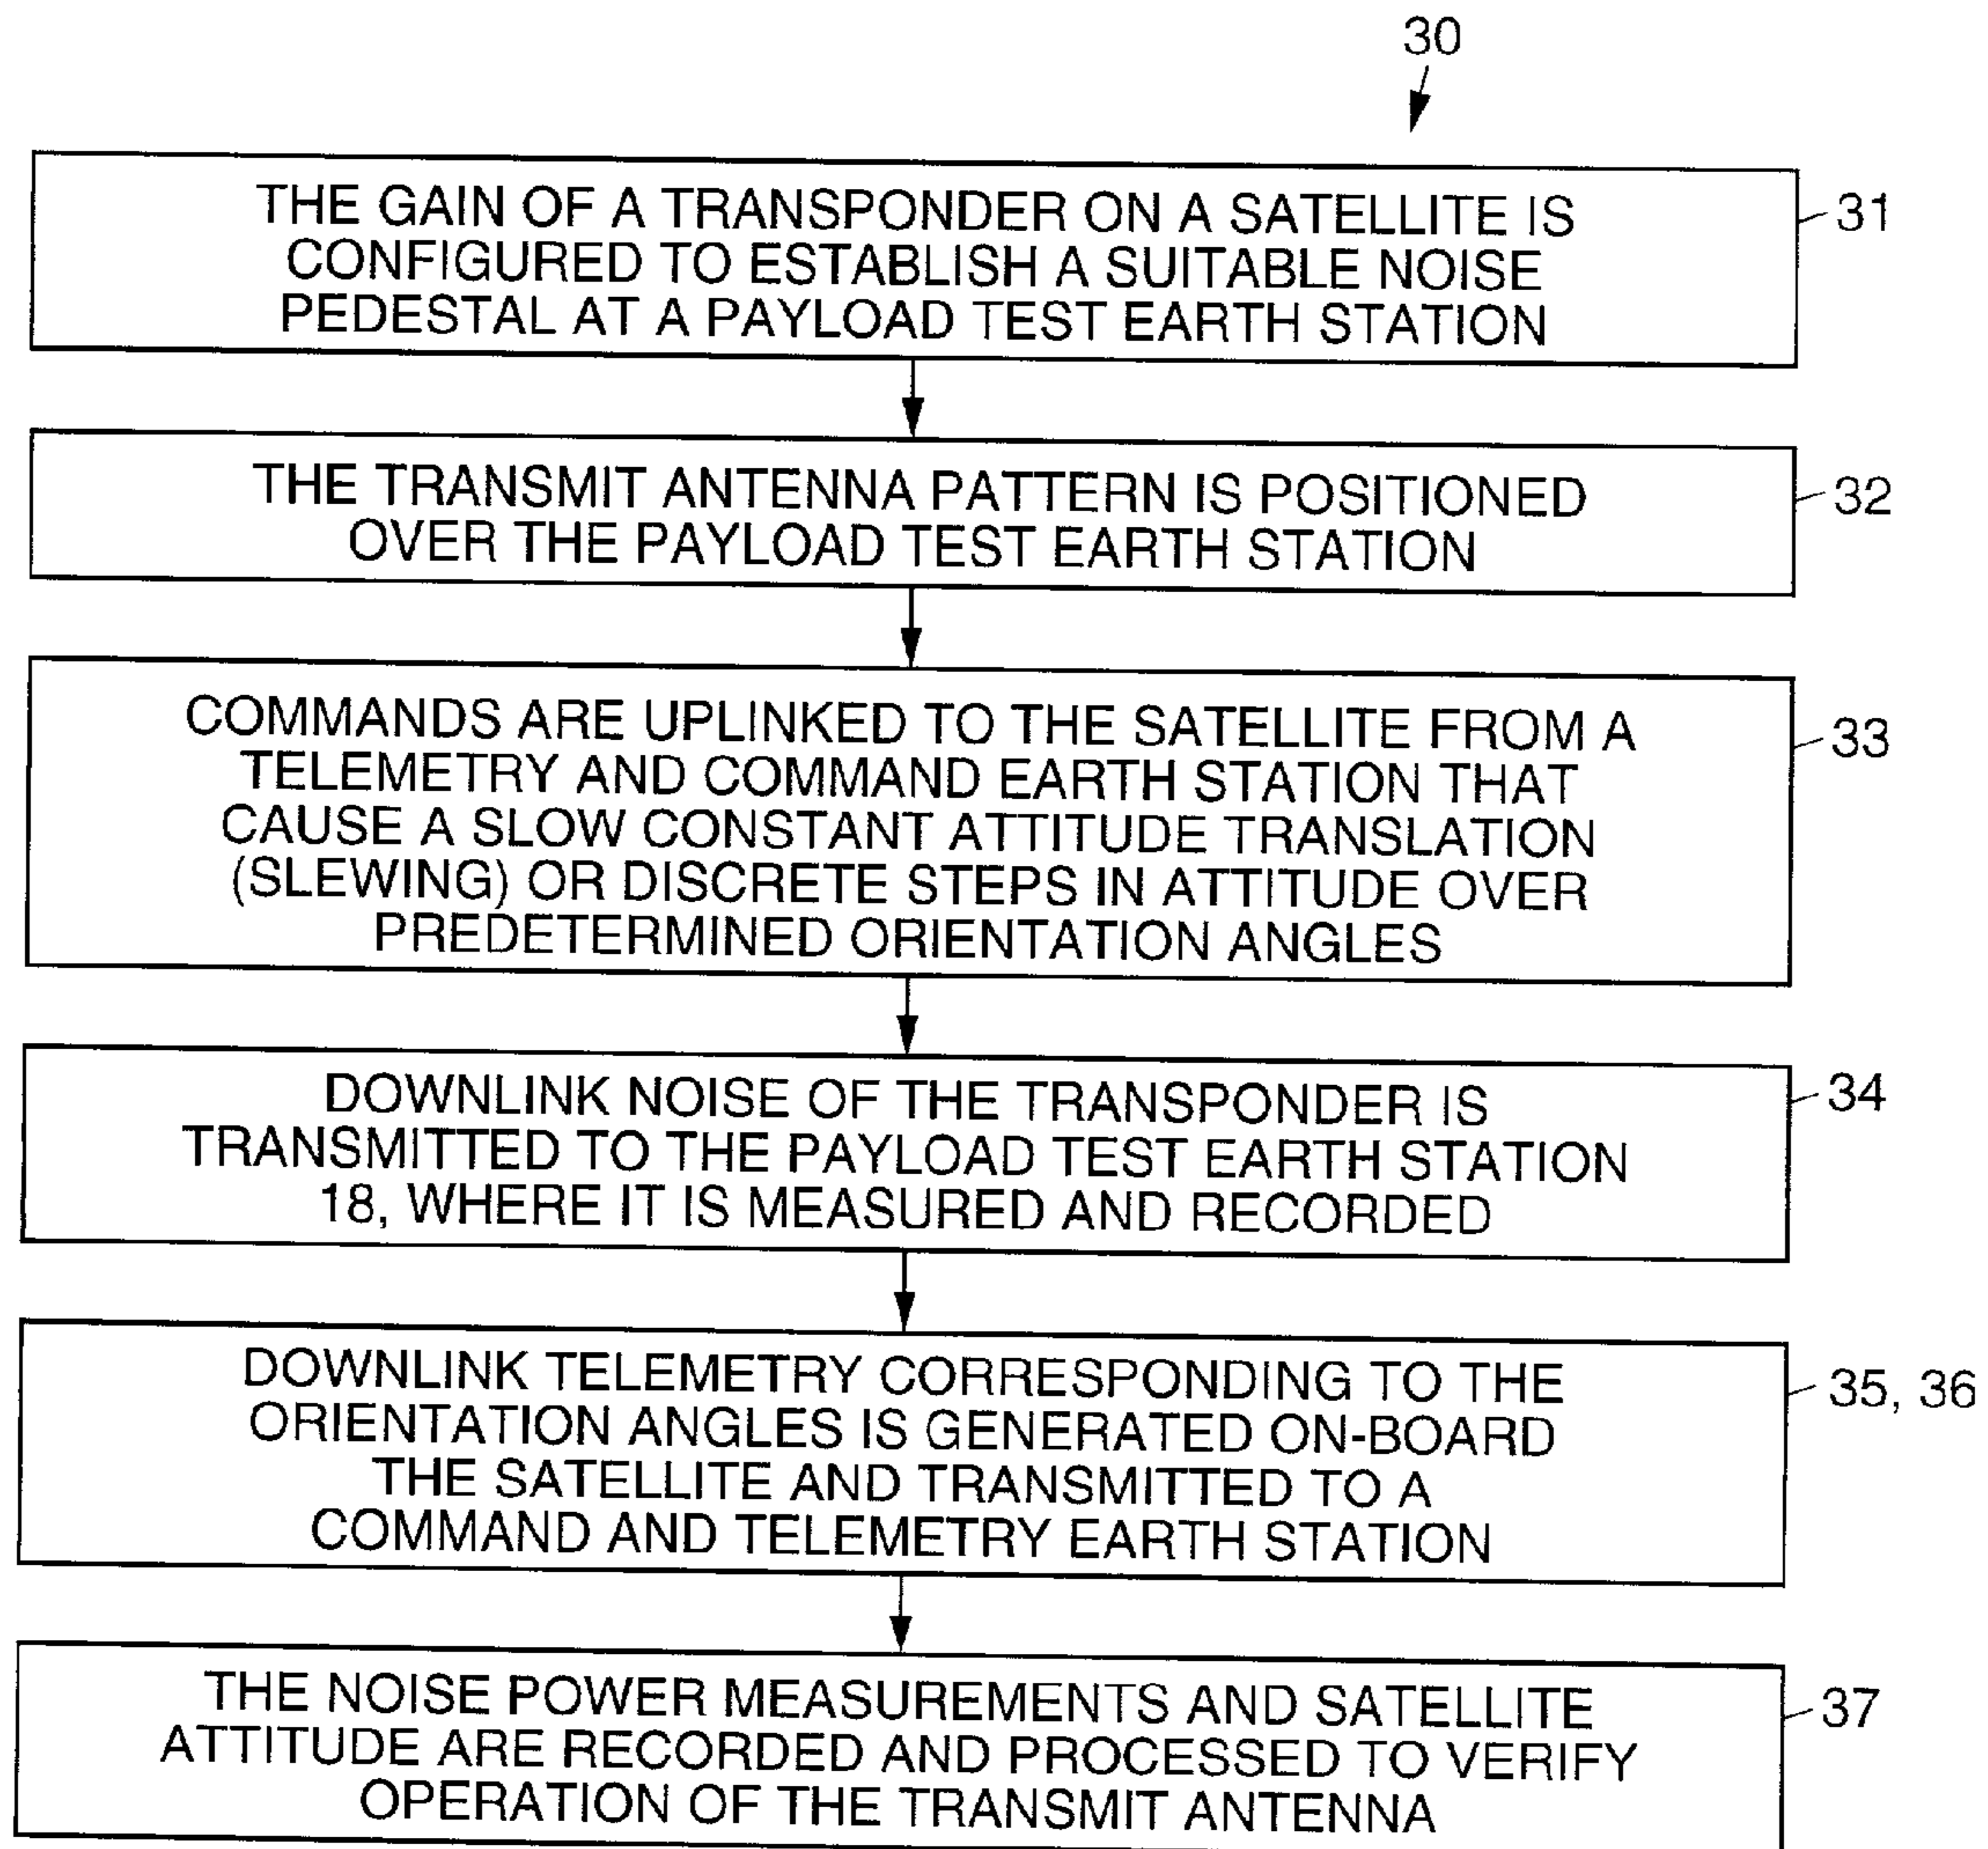 30
THE GAIN OF A TRANSPONDER ON A SATELLITE IS
CONFIGURED TO ESTABLISH A SUITABLE NOISE
PEDESTAL AT A PAYLOAD TEST EARTH STATION
31
THE TRANSMIT ANTENNA PATTERN IS POSITIONED
OVER THE PAYLOAD TEST EARTH STATION
32
COMMANDS ARE UPLINKED TO THE SATELLITE FROM A
TELEMETRY AND COMMAND EARTH STATION THAT
CAUSE A SLOW CONSTANT ATTITUDE TRANSLATION
(SLEWING) OR DISCRETE STEPS IN ATTITUDE OVER
PREDETERMINED ORIENTATION ANGLES
33
DOWNLINK NOISE OF THE TRANSPONDER IS
TRANSMITTED TO THE PAYLOAD TEST EARTH STATION
18, WHERE IT IS MEASURED AND RECORDED
34
DOWNLINK TELEMETRY CORRESPONDING TO THE
ORIENTATION ANGLES IS GENERATED ON-BOARD
THE SATELLITE AND TRANSMITTED TO A
COMMAND AND TELEMETRY EARTH STATION
35, 36
THE NOISE POWER MEASUREMENTS AND SATELLITE
ATTITUDE ARE RECORDED AND PROCESSED TO VERIFY
OPERATION OF THE TRANSMIT ANTENNA
37